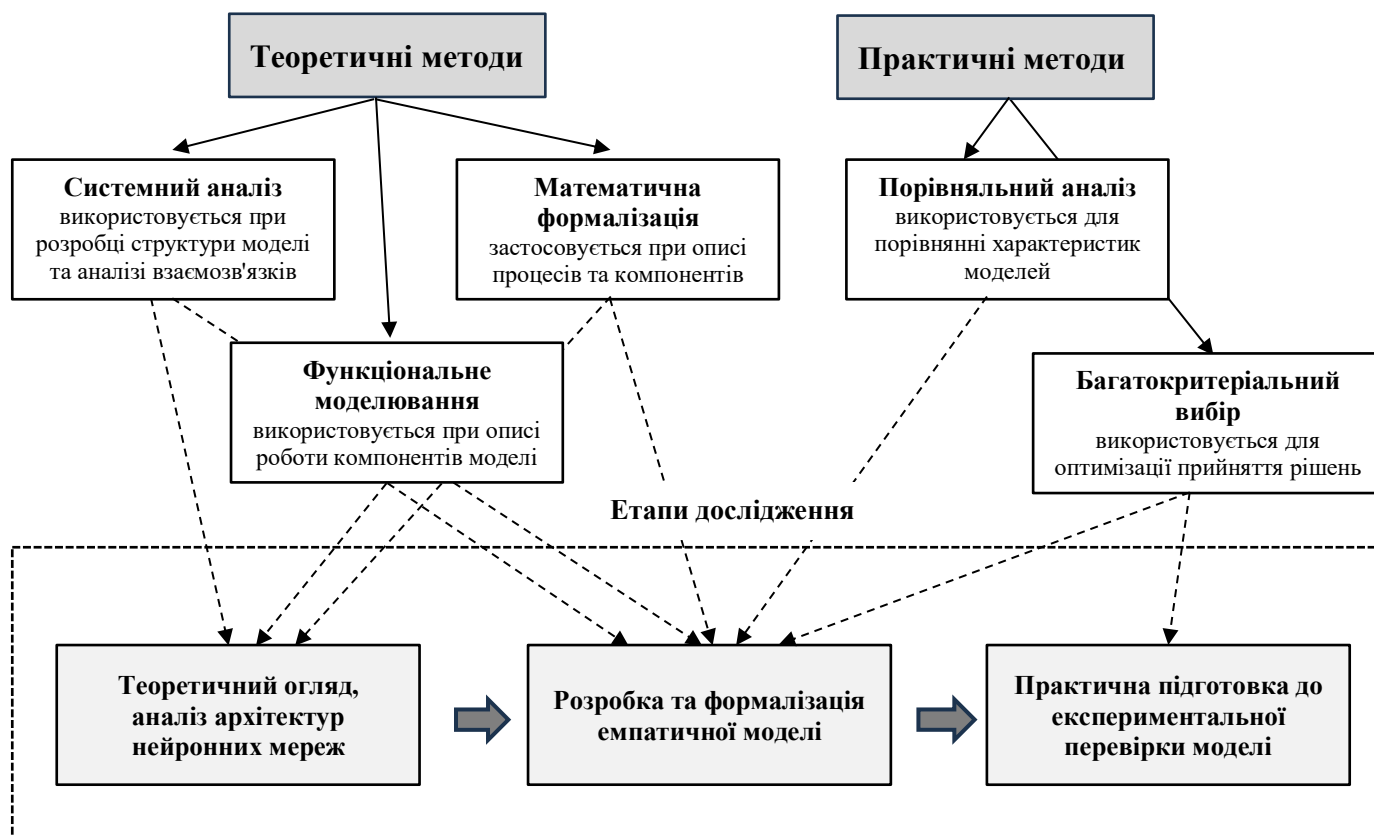 Теоретичні методи
Практичні методи
Системний аналіз
використовується при
розробці структури моделі
та аналізі взаємозв'язків
Математична
формалізація
застосовується при описі
процесів та компонентів
Порівняльний аналіз
використовується для
порівнянні характеристик
моделей
Функціональне
моделювання
використовується при описі
роботи компонентів моделі
Багатокритеріальний
вибір
використовується для
оптимізації прийняття рішень
Етапи дослідження
Теоретичний огляд,
аналіз архітектур
нейронних мереж
Розробка та формалізація
емпатичної моделі
Практична підготовка до
експериментальної
перевірки моделі